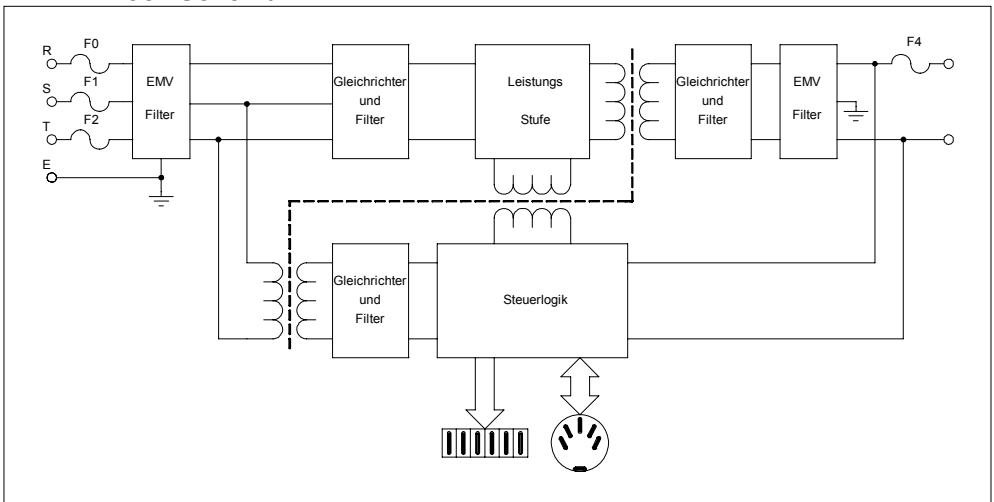 R
F0
S
F1
T
F2
E
EMV
Filter
Gleichrichter
und
Filter
Leistungs
Stufe
Gleichrichter
und
Filter
EMV
Filter
F4
Gleichrichter
und
Filter
Steuerlogik